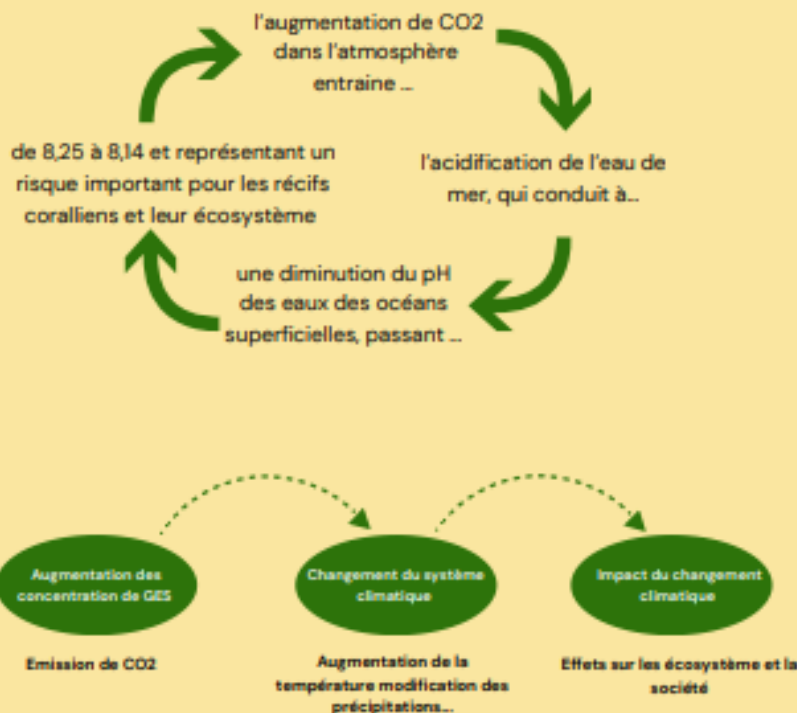 l'augmentation de CO2
dans l'atmosphère
entraine ...
l'acidification de l'eau de
mer, qui conduit à...
une diminution du pH
des eaux des océans
superficielles, passant ...
de 8,25 à 8,14 et représentant un
risque important pour les récifs
coralliens et leur écosystème
Augmentation des
concentration de GES
Changement du système
climatique
Impact du changement
climatique
Emission de CO2
Augmentation de la
température modification des
précipitations...
Effets sur les écosystème et la
société